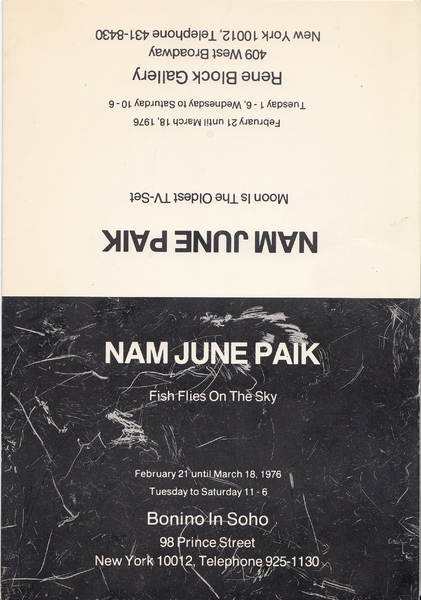 NAM JUNE PAIK
Moon Is The Oldest TV-Set
February 21 until March 18, 1976
Tuesday 1 - 6, Wednesday to Saturday 10 - 6
Rene Block Gallery
409 West Broadway
New York 10012, Telephone 431-8430
NAM JUNE PAIK
Fish Flies On The Sky
February 21 until March 18, 1976
Tuesday to Saturday 11 - 6
Bonino In Soho
98 Prince Street
New York 10012, Telephone 925-1130